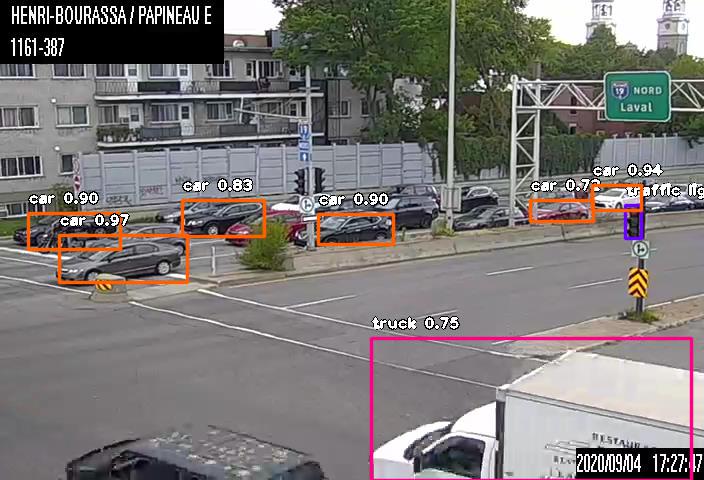 HENRI-BOURASSA / PAPINEAU E
1161-387
19 NORD
Laval
car 0.94
car 0.83
car 0.90
car 0.90
car 0.97
truck 0.75
2020/09/04 17:27:47